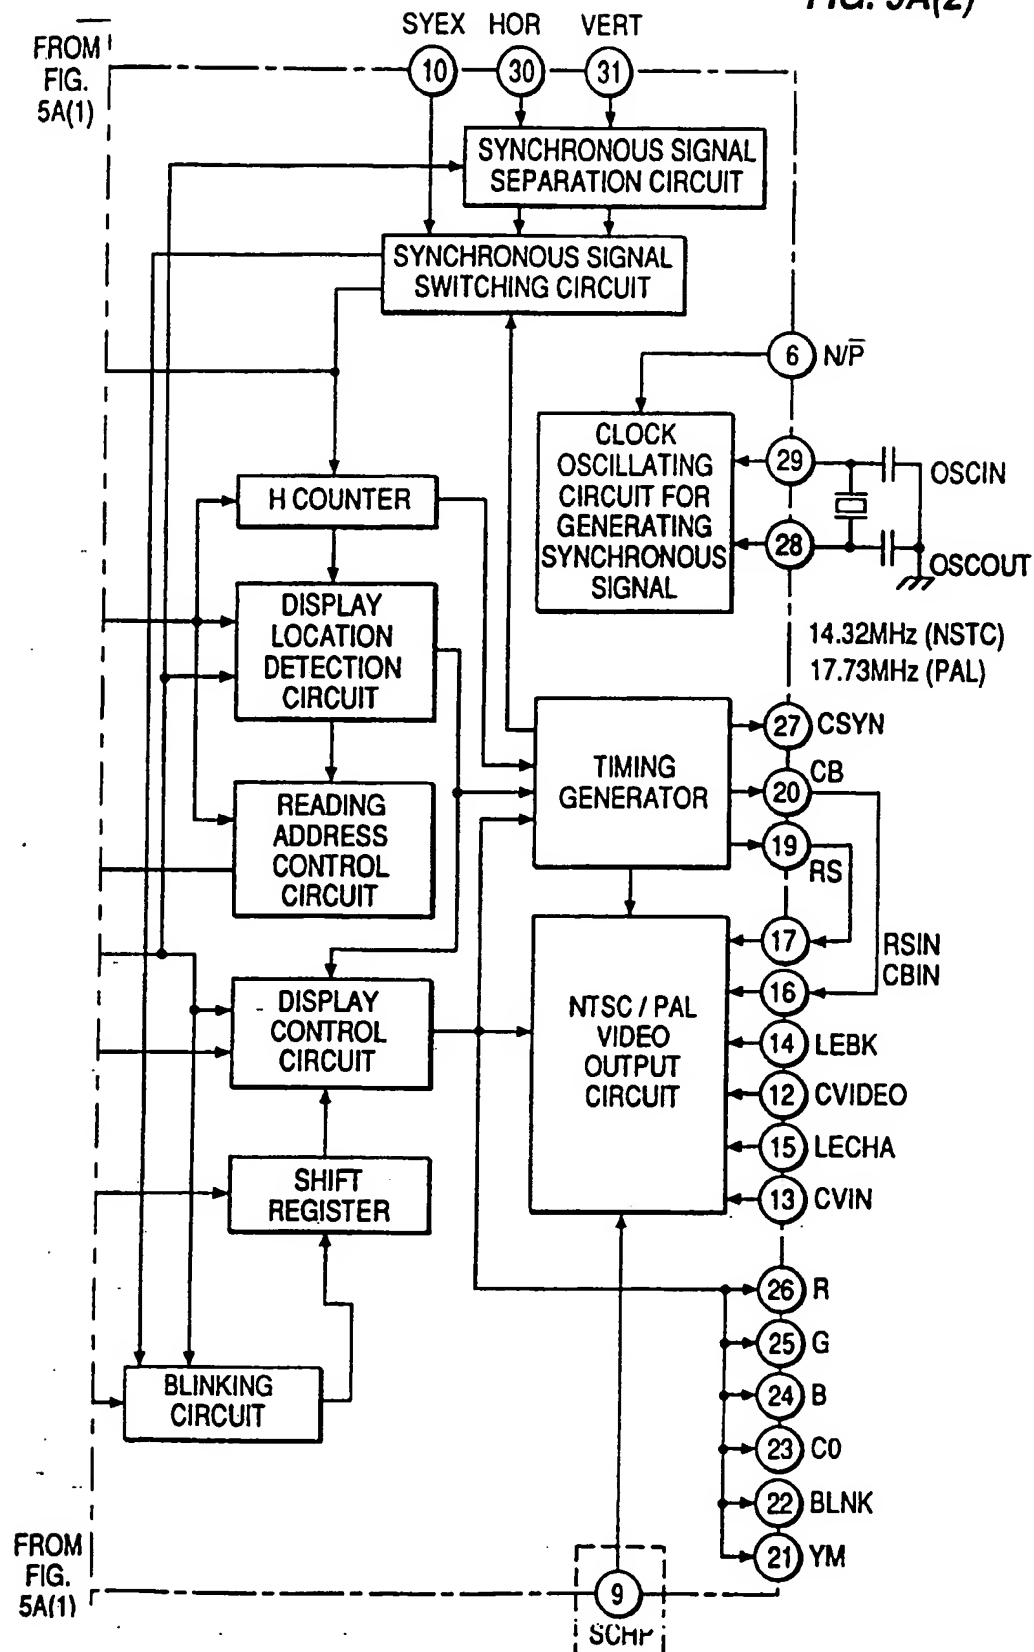 FIG. 5A(2)
FROM
FIG.
5A(1)
SYEX
HOR
VERT
10
30
31
SYNCHRONOUS SIGNAL
SEPARATION CIRCUIT
SYNCHRONOUS SIGNAL
SWITCHING CIRCUIT
6
N/P̅
CLOCK
OSCILLATING
CIRCUIT FOR
GENERATING
SYNCHRONOUS
SIGNAL
29
OSCIN
28
OSCOUT
14.32MHz (NSTC)
17.73MHz (PAL)
H COUNTER
DISPLAY
LOCATION
DETECTION
CIRCUIT
READING
ADDRESS
CONTROL
CIRCUIT
TIMING
GENERATOR
27
CSYN
20
CB
19
RS
DISPLAY
CONTROL
CIRCUIT
NTSC / PAL
VIDEO
OUTPUT
CIRCUIT
17
RSIN
CBIN
16
14
LEBK
12
CVIDEO
15
LECHA
13
CVIN
SHIFT
REGISTER
BLINKING
CIRCUIT
26
R
25
G
24
B
23
C0
22
BLNK
21
YM
FROM
FIG.
5A(1)
9
SCHP